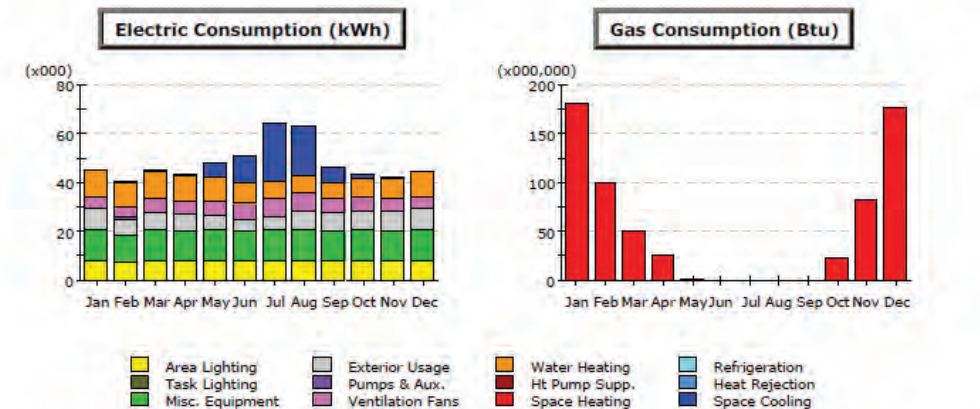 Electric Consumption (kWh)
Gas Consumption (Btu)
(x000)
80
60
40
20
0
Jan Feb Mar Apr May Jun Jul Aug Sep Oct Nov Dec
(x000,000)
200
150
100
50
0
Jan Feb Mar Apr May Jun Jul Aug Sep Oct Nov Dec
Area Lighting
Task Lighting
Misc. Equipment
Exterior Usage
Pumps & Aux.
Ventilation Fans
Water Heating
Ht Pump Supp.
Space Heating
Refrigeration
Heat Rejection
Space Cooling